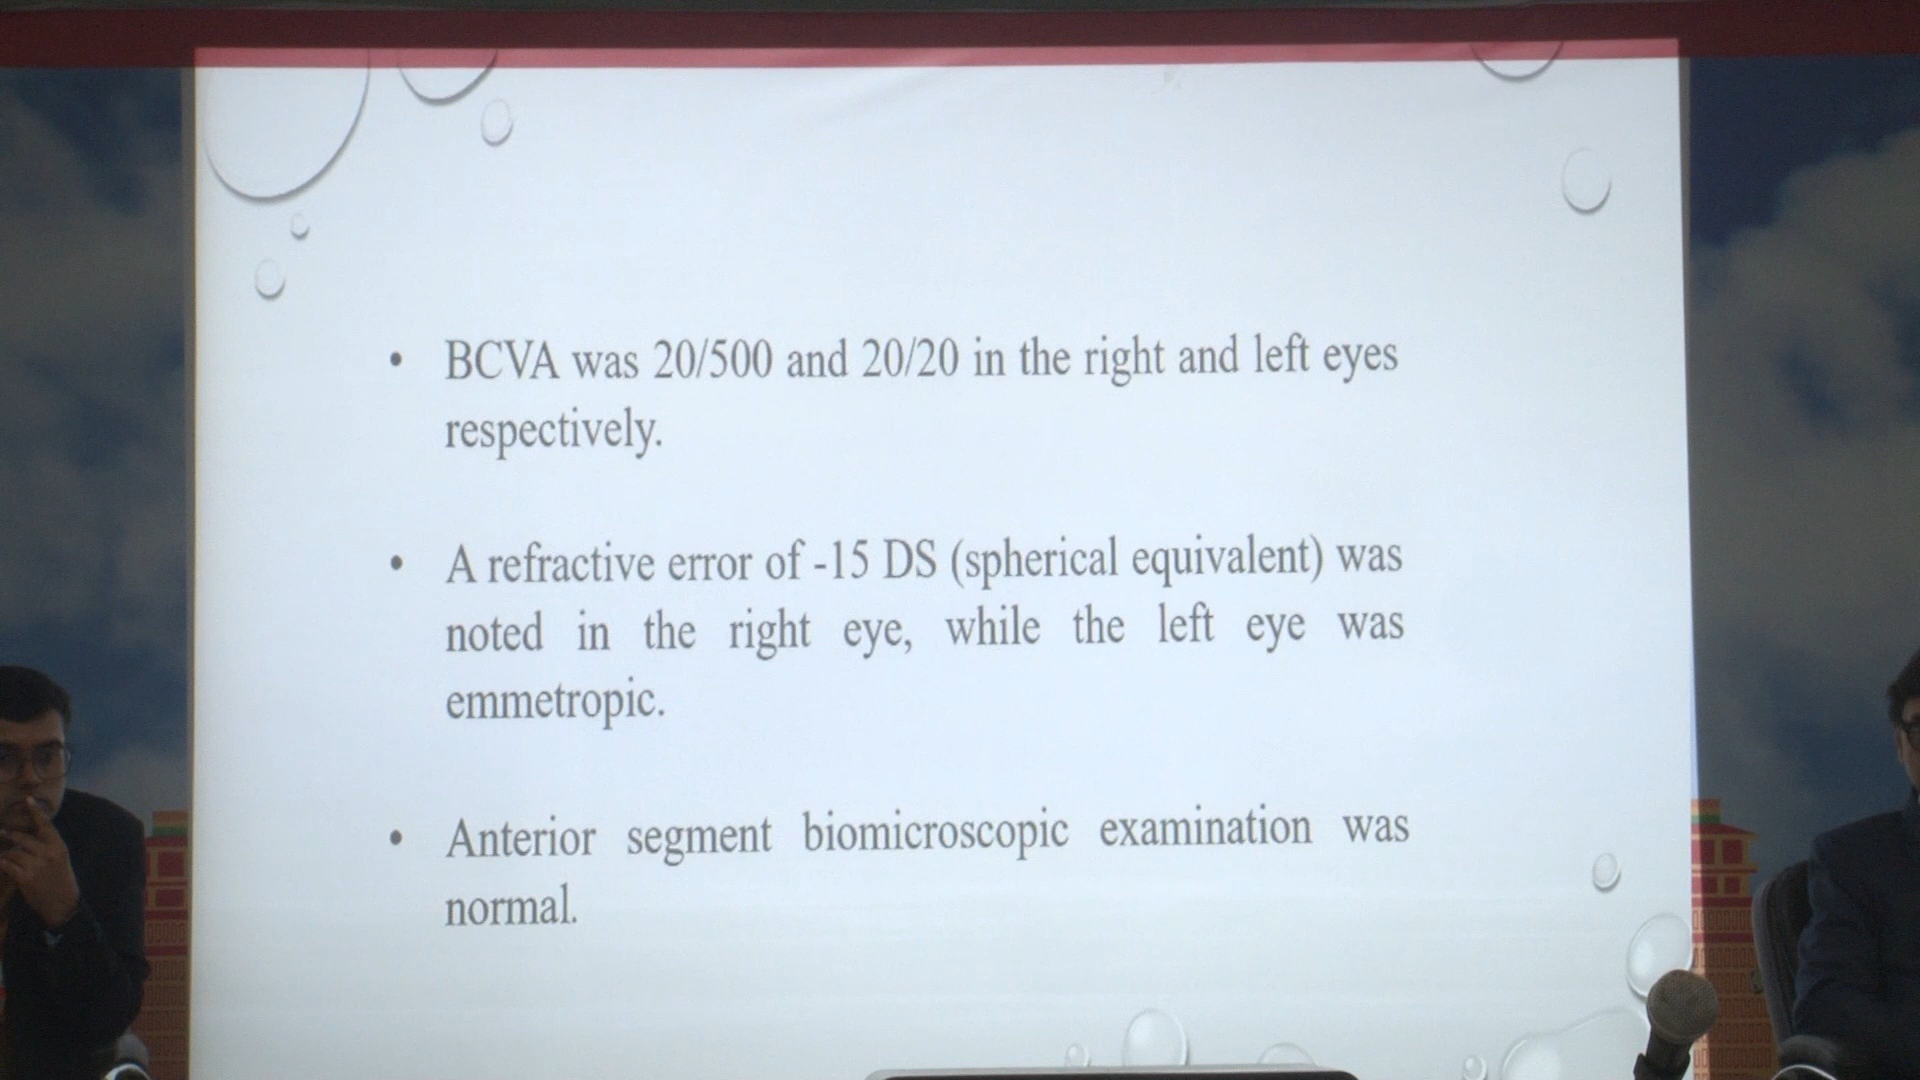 • BCVA was 20/500 and 20/20 in the right and left eyes
respectively.
• A refractive error of -15 DS (spherical equivalent) was
noted in the right eye, while the left eye was
emmetropic.
• Anterior segment biomicroscopic examination was
normal.